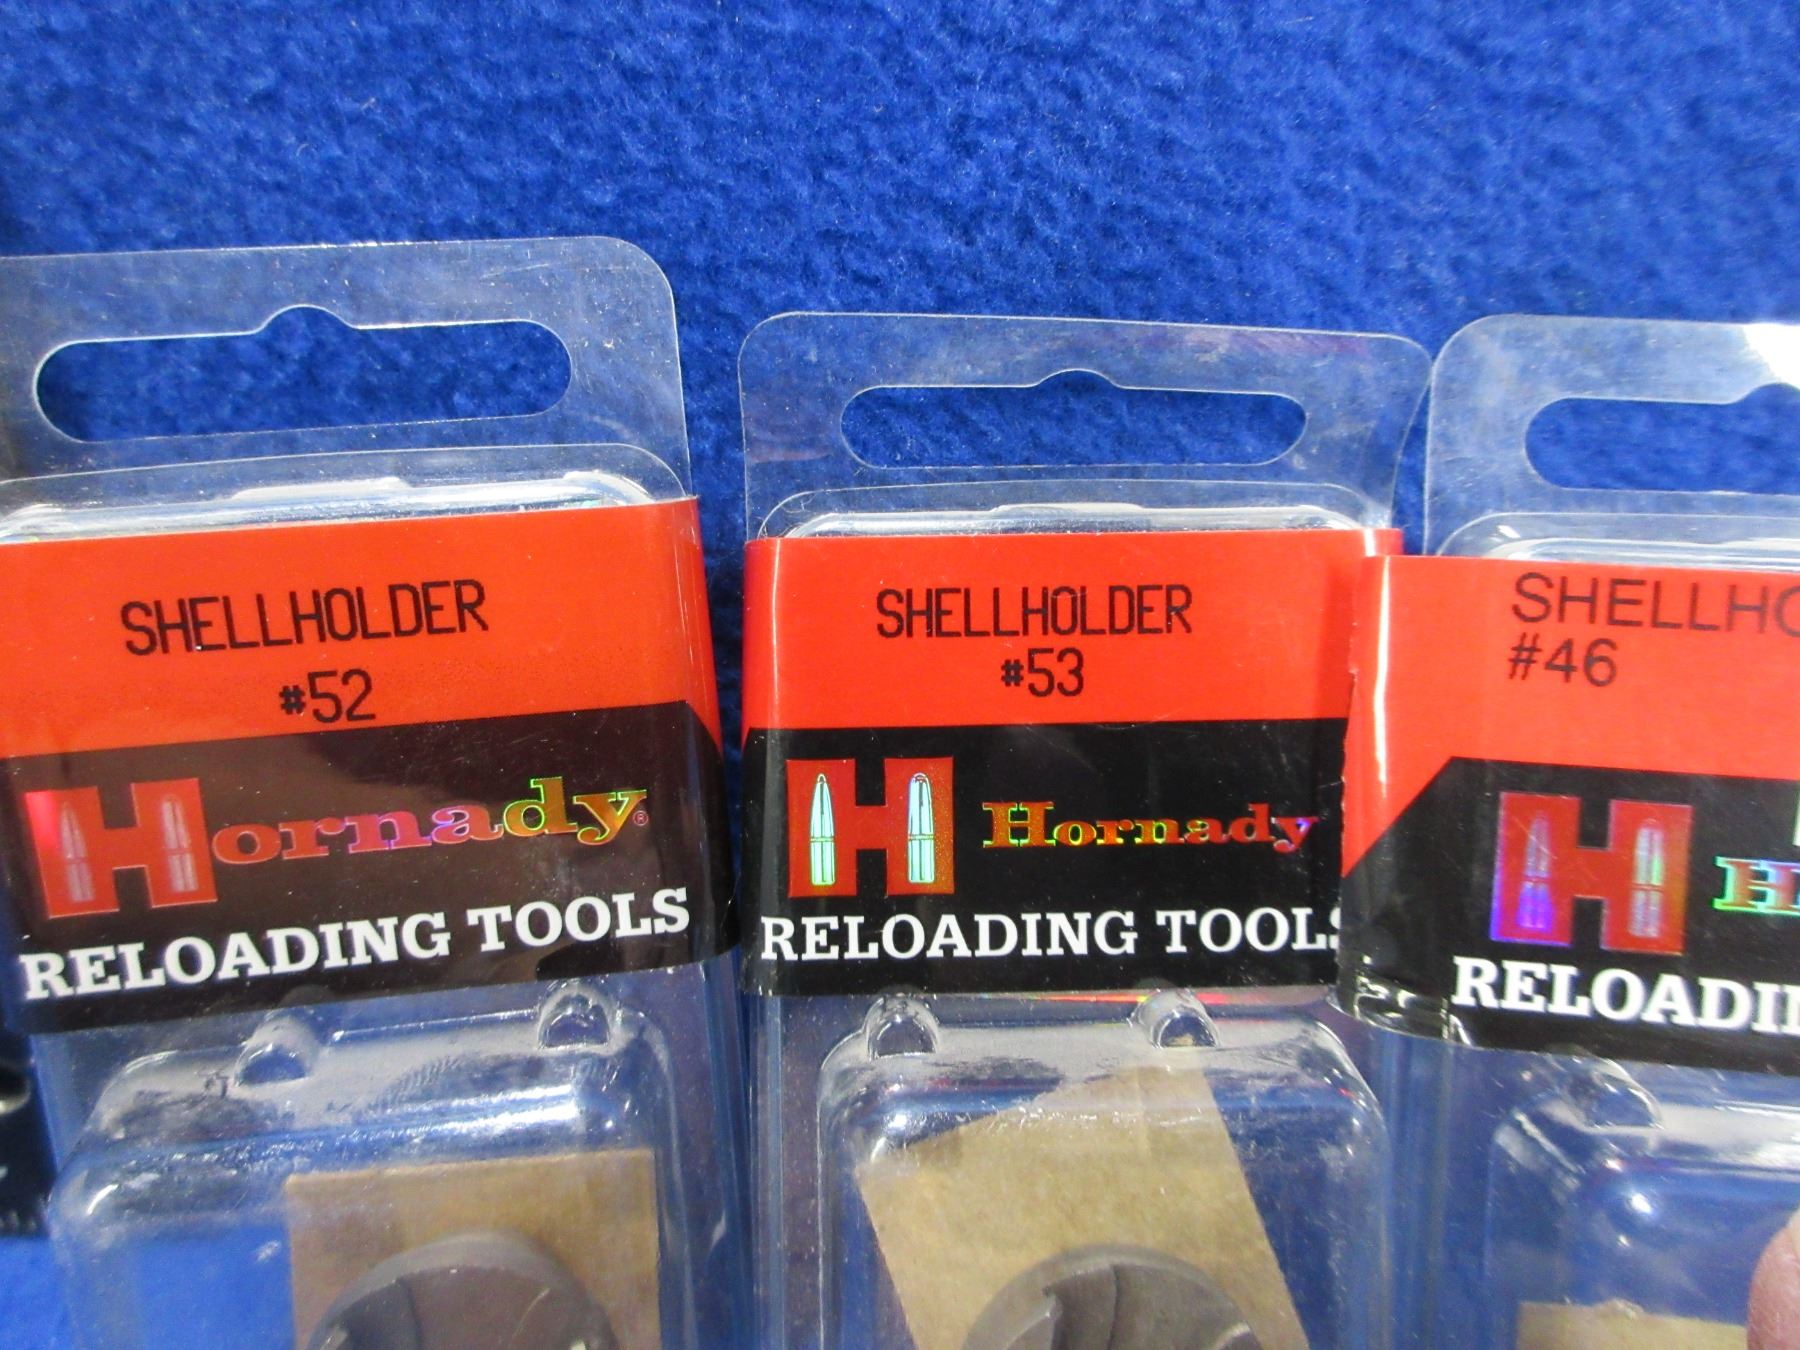 SHELLHOLDER
#52
Hornady®
RELOADING TOOLS
SHELLHOLDER
#53
H Hornady
RELOADING TOOLS
SHELLHO
#46
H H
RELOADI